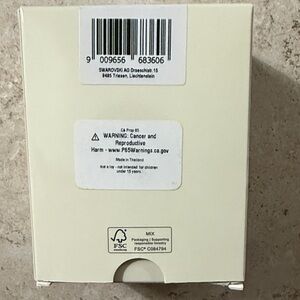 9 009656 683606
SWAROVSKI AG Droeschistr. 15
9495 Triesen, Liechtenstein
CA Prop 65
⚠ WARNING: Cancer and
Reproductive
Harm - www.P65Warnings.ca.gov
Made in Thailand
Not a toy - not intended for children
under 15 years
FSC
MIX
Packaging | Supporting
responsible forestry
FSC® C084794